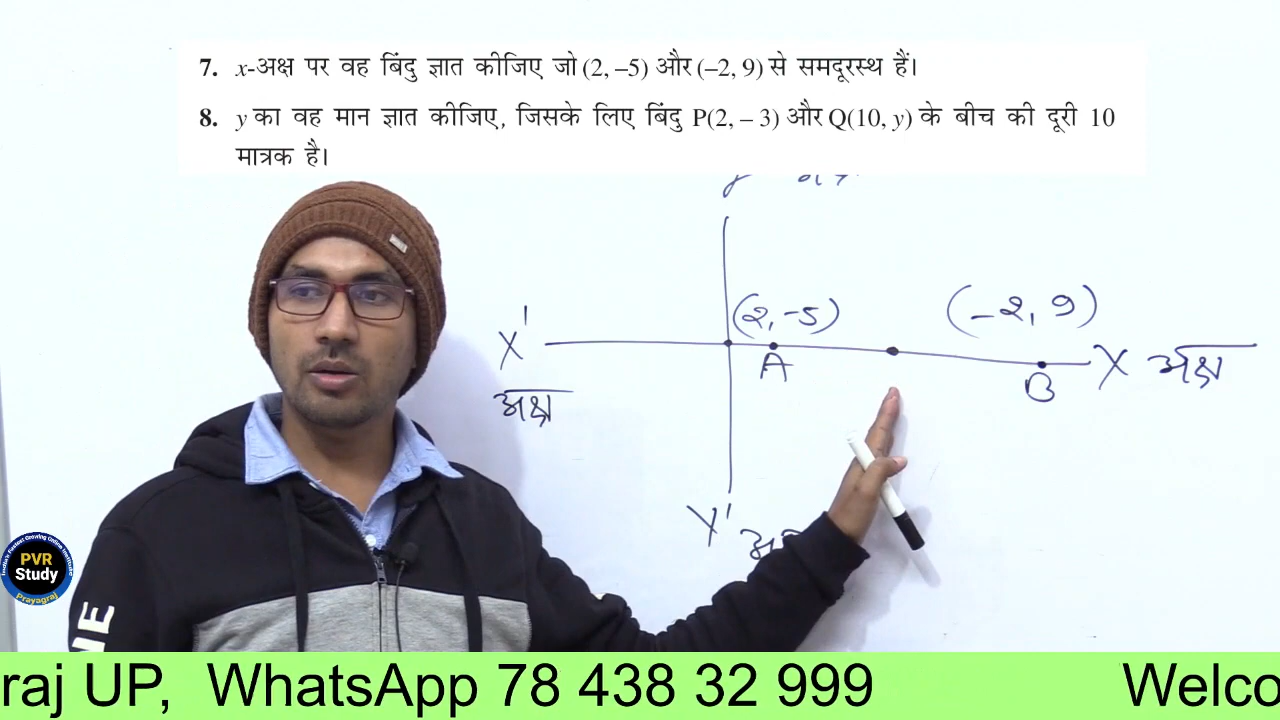 7. x-अक्ष पर वह बिंदु ज्ञात कीजिए जो (2, –5) और (–2, 9) से समदूरस्थ हैं।
8. y का वह मान ज्ञात कीजिए, जिसके लिए बिंदु P(2, – 3) और Q(10, y) के बीच की दूरी 10
मात्रक है।
(2, -5) (-2, 9)
X' X अक्ष
A B
अक्ष
Y'
PVR
Study
Prayagraj
raj UP, WhatsApp 78 438 32 999 Welco